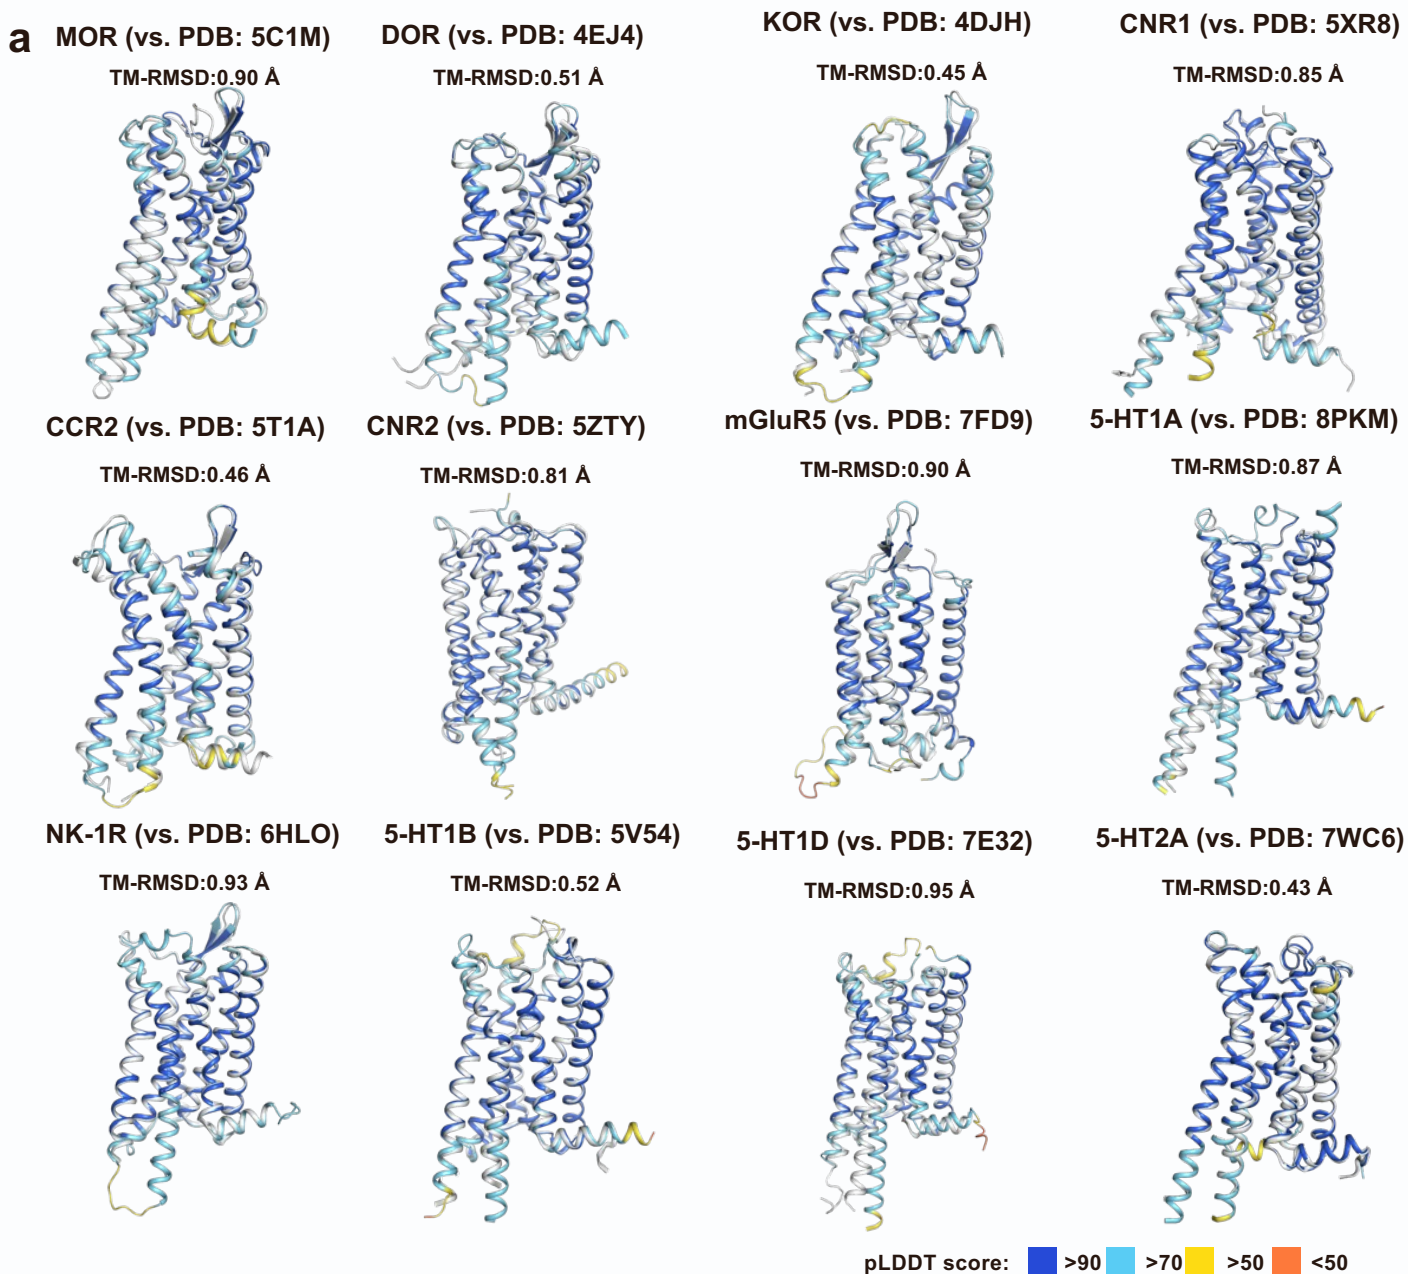 a
MOR (vs. PDB: 5C1M)
TM-RMSD:0.90 Å
DOR (vs. PDB: 4EJ4)
TM-RMSD:0.51 Å
KOR (vs. PDB: 4DJH)
TM-RMSD:0.45 Å
CNR1 (vs. PDB: 5XR8)
TM-RMSD:0.85 Å
CCR2 (vs. PDB: 5T1A)
TM-RMSD:0.46 Å
CNR2 (vs. PDB: 5ZTY)
TM-RMSD:0.81 Å
mGluR5 (vs. PDB: 7FD9)
TM-RMSD:0.90 Å
5-HT1A (vs. PDB: 8PKM)
TM-RMSD:0.87 Å
NK-1R (vs. PDB: 6HLO)
TM-RMSD:0.93 Å
5-HT1B (vs. PDB: 5V54)
TM-RMSD:0.52 Å
5-HT1D (vs. PDB: 7E32)
TM-RMSD:0.95 Å
5-HT2A (vs. PDB: 7WC6)
TM-RMSD:0.43 Å
pLDDT score: >90 >70 >50 <50